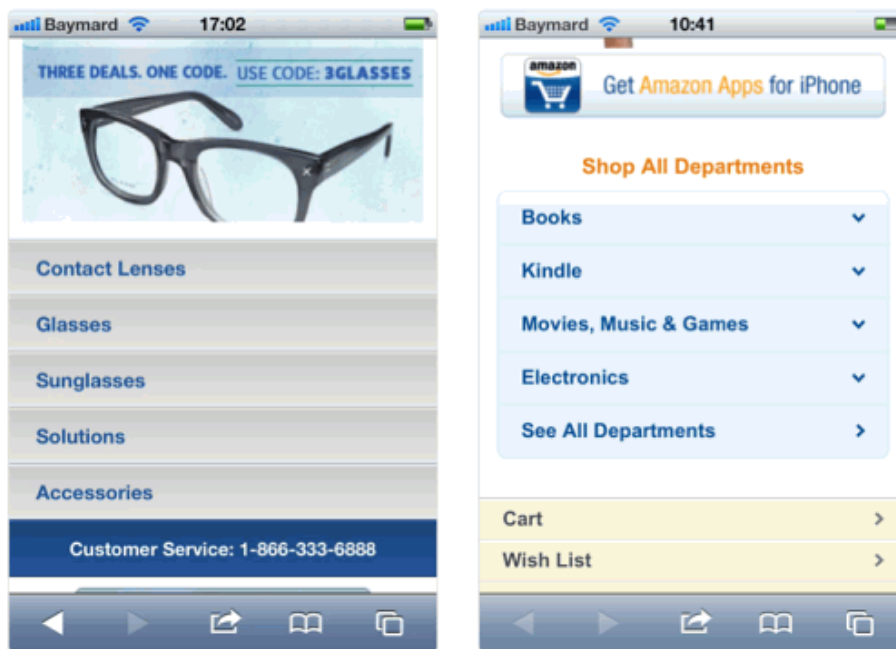 Baymard 17:02
THREE DEALS. ONE CODE. USE CODE: 3GLASSES
Contact Lenses
Glasses
Sunglasses
Solutions
Accessories
Customer Service: 1-866-333-6888
Baymard 10:41
amazon
Get Amazon Apps for iPhone
Shop All Departments
Books
Kindle
Movies, Music & Games
Electronics
See All Departments
Cart
Wish List